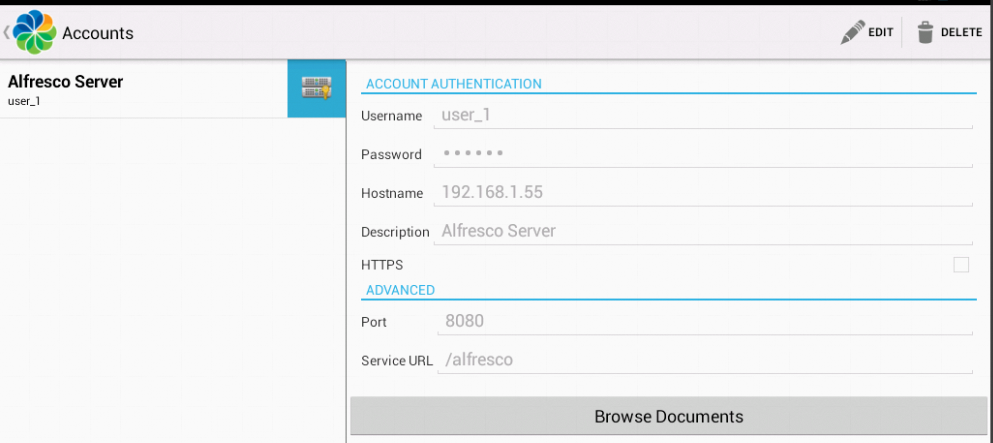 Accounts
EDIT
DELETE
Alfresco Server
user_1
ACCOUNT AUTHENTICATION
Username user_1
Password ••••••
Hostname 192.168.1.55
Description Alfresco Server
HTTPS
ADVANCED
Port 8080
Service URL /alfresco
Browse Documents